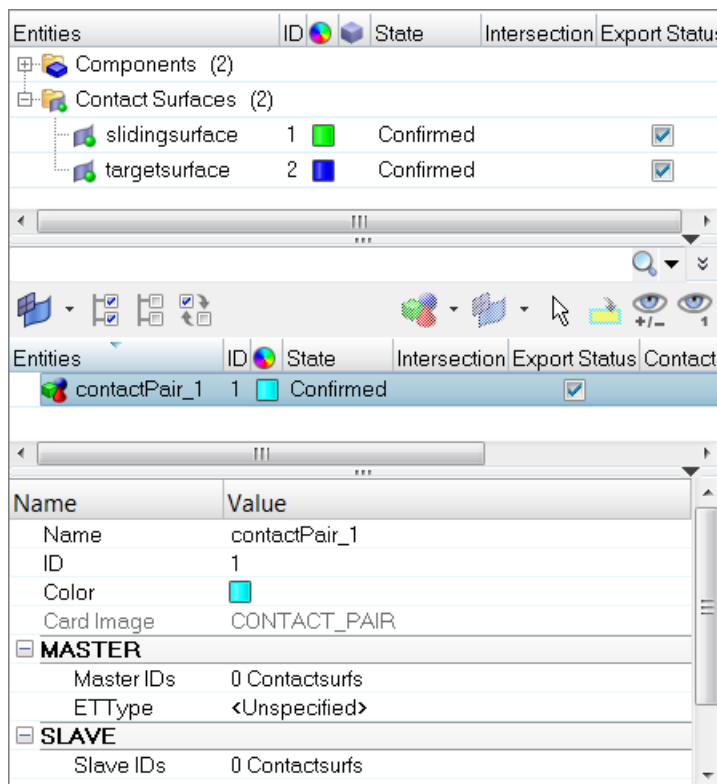 Entities ID State Intersection Export Status
Components (2)
Contact Surfaces (2)
slidingsurface 1 Confirmed
targetsurface 2 Confirmed
+/- 1
Entities ID State Intersection Export Status Contact
contactPair_1 1 Confirmed
Name Value
Name contactPair_1
ID 1
Color
Card Image CONTACT_PAIR
MASTER
Master IDs 0 Contactsurfs
ETType <Unspecified>
SLAVE
Slave IDs 0 Contactsurfs